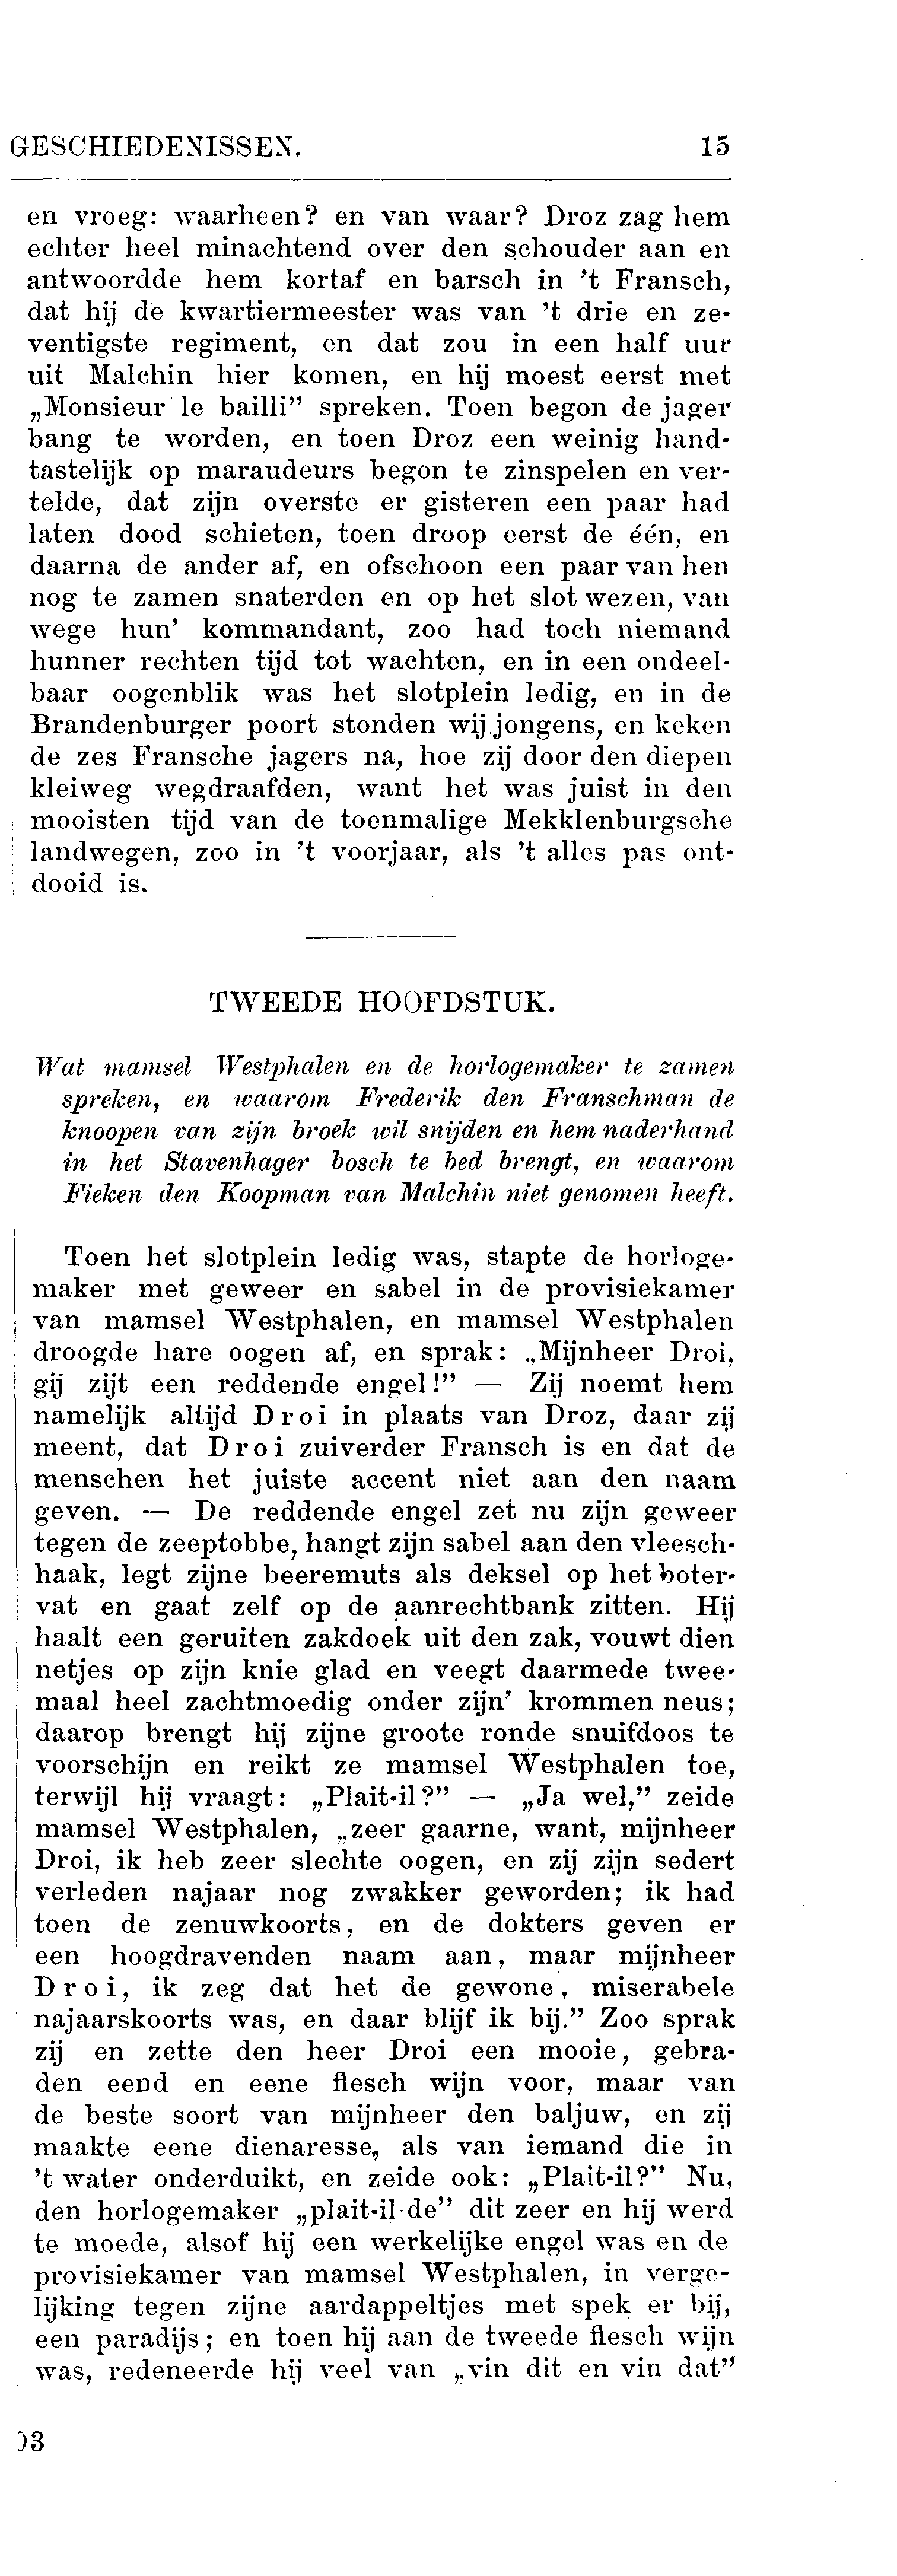 GESCHIEDENISSEN. 15
en vroeg: waarheen? en van waar? Droz zag hem
echter heel minachtend over den schouder aan en
antwoordde hem kortaf en barsch in 't Fransch,
dat hij de kwartiermeester was van 't drie en ze-
ventigste regiment, en dat zou in een half uur
uit Malchin hier komen, en hij moest eerst met
„Monsieur le bailli” spreken. Toen begon de jager
bang te worden, en toen Droz een weinig hand-
tastelijk op maraudeurs begon te zinspelen en ver-
telde, dat zijn overste er gisteren een paar had
laten dood schieten, toen droop eerst de één, en
daarna de ander af, en ofschoon een paar van hen
nog te zamen snaterden en op het slot wezen, van
wege hun' kommandant, zoo had toch niemand
hunner rechten tijd tot wachten, en in een ondeel-
baar oogenblik was het slotplein ledig, en in de
Brandenburger poort stonden wij jongens, en keken
de zes Fransche jagers na, hoe zij door den diepen
kleiweg wegdraafden, want het was juist in den
mooisten tijd van de toenmalige Mekklenburgsche
landwegen, zoo in 't voorjaar, als 't alles pas ont-
dooid is.
TWEEDE HOOFDSTUK.
Wat mamsel Westphalen en de horlogemaker te zamen
spreken, en waarom Frederik den Franschman de
knoopen van zijn broek wil snijden en hem naderhand
in het Stavenhager bosch te bed brengt, en waarom
Fieken den Koopman van Malchin niet genomen heeft.
Toen het slotplein ledig was, stapte de horloge-
maker met geweer en sabel in de provisiekamer
van mamsel Westphalen, en mamsel Westphalen
droogde hare oogen af, en sprak: „Mijnheer Droi,
gij zijt een reddende engel!” — Zij noemt hem
namelijk altijd Droi in plaats van Droz, daar zij
meent, dat Droi zuiverder Fransch is en dat de
menschen het juiste accent niet aan den naam
geven. — De reddende engel zet nu zijn geweer
tegen de zeeptobbe, hangt zijn sabel aan den vleesch-
haak, legt zijne beeremuts als deksel op het boter-
vat en gaat zelf op de aanrechtbank zitten. Hij
haalt een geruiten zakdoek uit den zak, vouwt dien
netjes op zijn knie glad en veegt daarmede twee-
maal heel zachtmoedig onder zijn' krommen neus;
daarop brengt hij zijne groote ronde snuifdoos te
voorschijn en reikt ze mamsel Westphalen toe,
terwijl hij vraagt: „Plait-il?” — „Ja wel,” zeide
mamsel Westphalen, „zeer gaarne, want, mijnheer
Droi, ik heb zeer slechte oogen, en zij zijn sedert
verleden najaar nog zwakker geworden; ik had
toen de zenuwkoorts, en de dokters geven er
een hoogdravenden naam aan, maar mijnheer
Droi, ik zeg dat het de gewone, miserabele
najaarskoorts was, en daar blijf ik bij.” Zoo sprak
zij en zette den heer Droi een mooie, gebra-
den eend en eene flesch wijn voor, maar van
de beste soort van mijnheer den baljuw, en zij
maakte eene dienaresse, als van iemand die in
't water onderduikt, en zeide ook: „Plait-il?” Nu,
den horlogemaker „plait-il-de” dit zeer en hij werd
te moede, alsof hij een werkelijke engel was en de
provisiekamer van mamsel Westphalen, in verge-
lijking tegen zijne aardappeltjes met spek er bij,
een paradijs; en toen hij aan de tweede flesch wijn
was, redeneerde hij veel van „vin dit en vin dat”
03